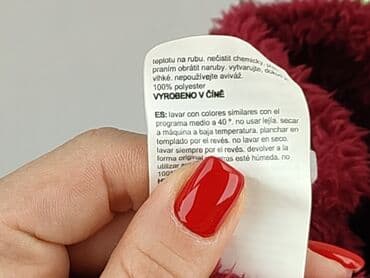 teplotu na rubu. nečistit chemicky.
praním obrátit naruby. vytvarujte, dokud
vlhké. nepoužívejte aviváž.
100% polyester
VYROBENO V ČÍNĚ
ES: lavar con colores similares con el
programa medio a 40 °. no usar lejía. secar
a máquina a baja temperatura. planchar en
templado por el revés. no lavar en seco.
lavar siempre por el revés. devolver a la
forma original esté húmeda. no
utilizar
100%